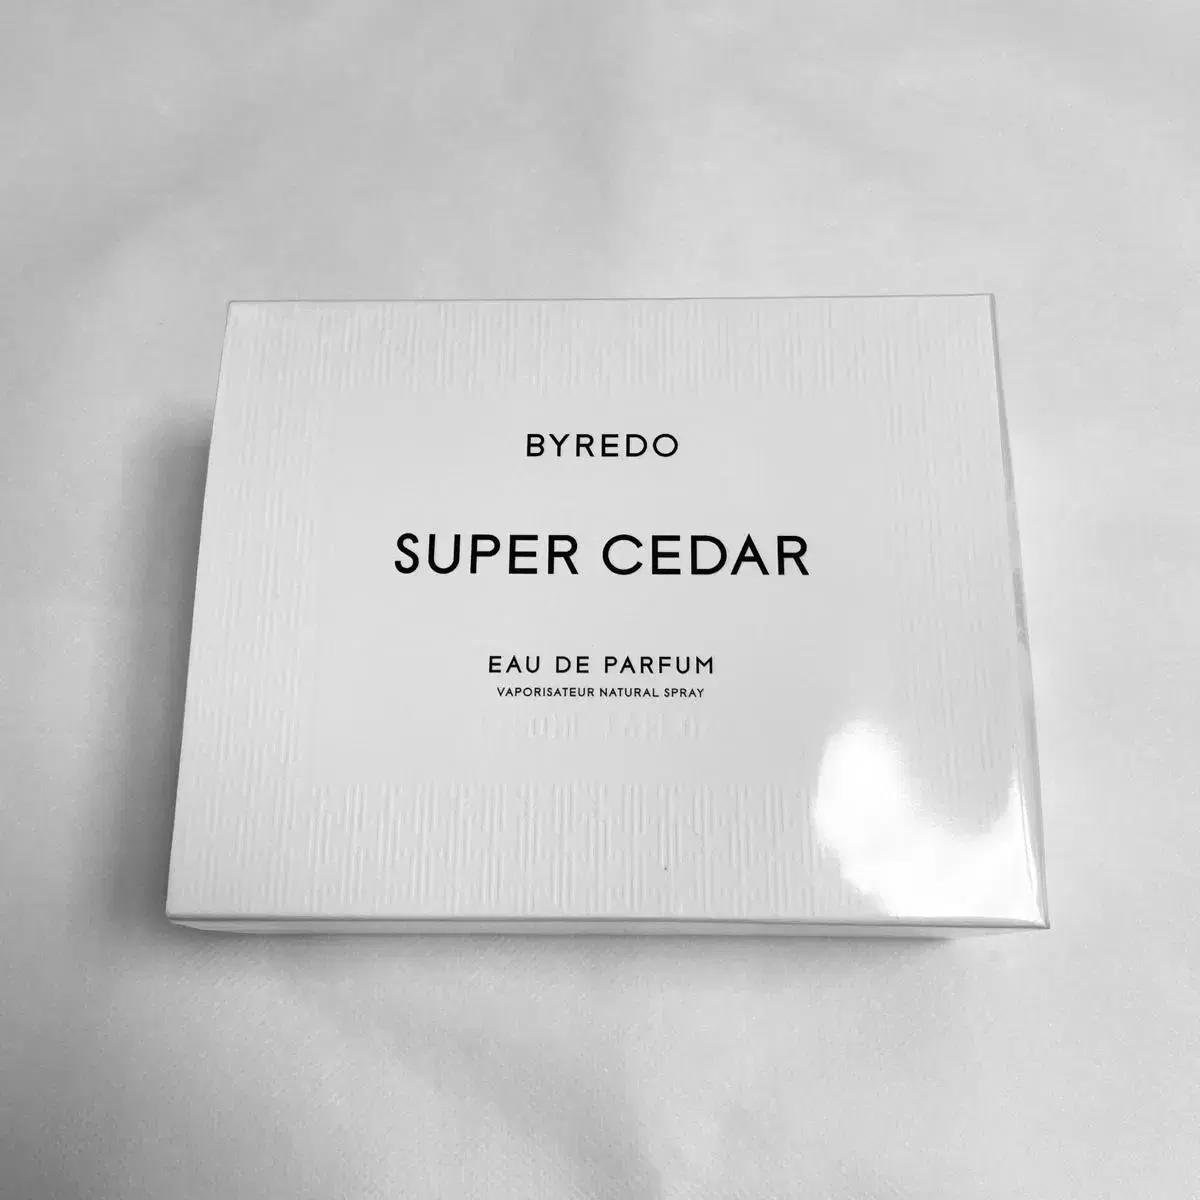 BYREDO
SUPER CEDAR
EAU DE PARFUM
VAPORISATEUR NATURAL SPRAY